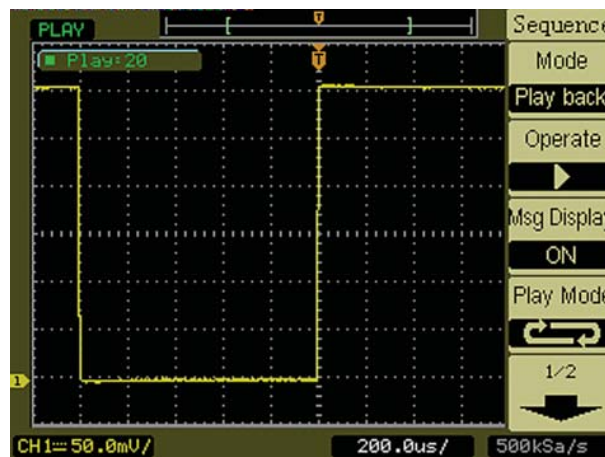 PLAY
T
Sequence
Play:20
T
Mode
Play back
Operate
Msg Display
ON
Play Mode
1/2
1
CH1 50.0mV/
200.0us/
500kSa/s